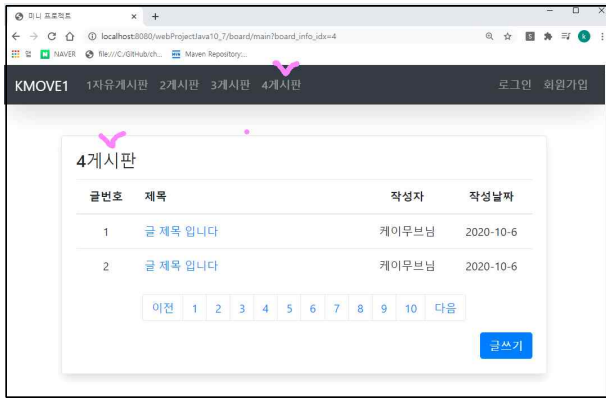 미니 프로젝트
localhost:8080/webProjectJava10_7/board/main?board_info_idx=4
앱 NAVER file:///C:/GitHub/ch... Maven Repository:...
KMOVE1 1자유게시판 2게시판 3게시판 4게시판 로그인 회원가입
4게시판
글번호 제목 작성자 작성날짜
1 글 제목 입니다 케이무브님 2020-10-6
2 글 제목 입니다 케이무브님 2020-10-6
이전 1 2 3 4 5 6 7 8 9 10 다음
글쓰기